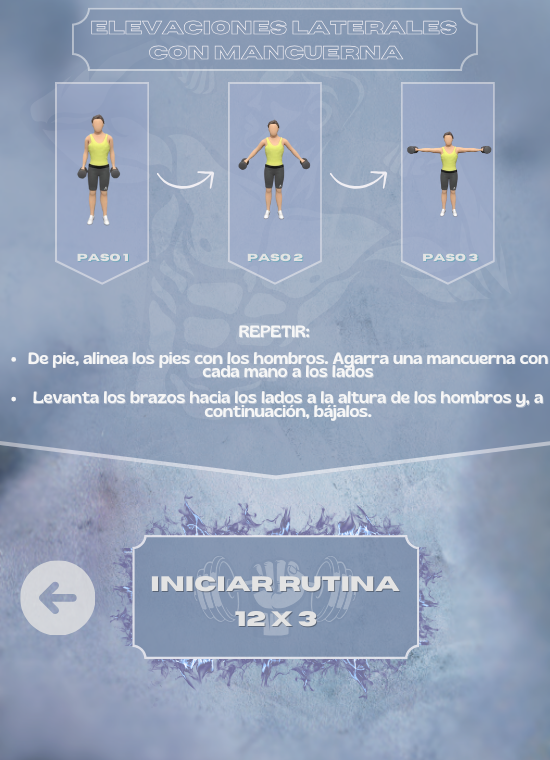 ELEVACIONES LATERALES
CON MANCUERNA
PASO 1
PASO 2
PASO 3
REPETIR:
• De pie, alinea los pies con los hombros. Agarra una mancuerna con
cada mano a los lados
• Levanta los brazos hacia los lados a la altura de los hombros y, a
continuación, bájalos.
INICIAR RUTINA
12 X 3